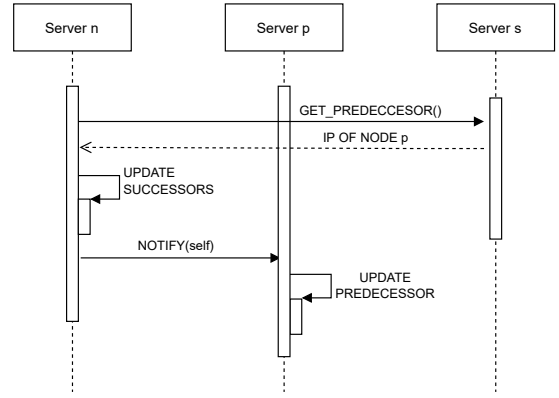 Server n
Server p
Server s
GET_PREDECCESOR()
IP OF NODE p
UPDATE
SUCCESSORS
NOTIFY(self)
UPDATE
PREDECESSOR